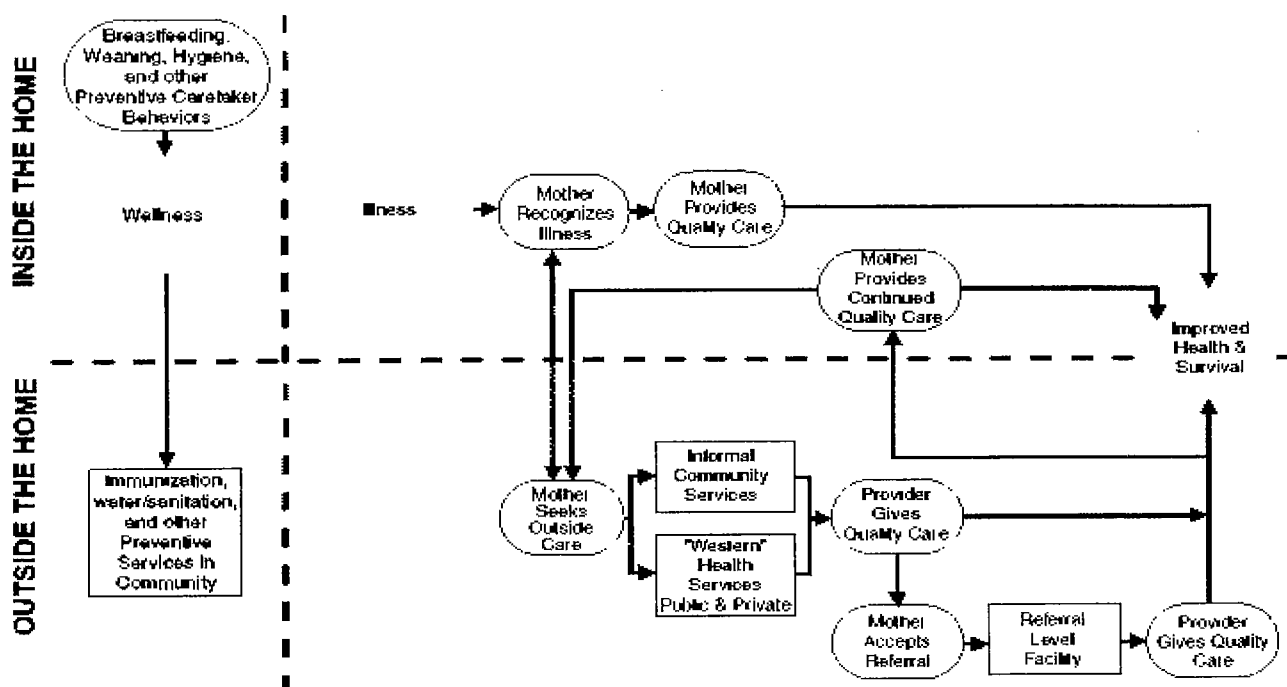 INSIDE THE HOME
Breastfeeding,
Weaning, Hygiene,
and other
Preventive Caretaker
Behaviors
Wellness
Illness
Mother
Recognizes
Illness
Mother
Provides
Quality Care
Mother
Provides
Continued
Quality Care
Improved
Health &
Survival
OUTSIDE THE HOME
Immunization,
water/sanitation,
and other
Preventive
Services in
Community
Mother
Seeks
Outside
Care
Informal
Community
Services
"Western"
Health
Services
Public & Private
Provider
Gives
Quality Care
Mother
Accepts
Referral
Referral
Level
Facility
Provider
Gives Quality
Care